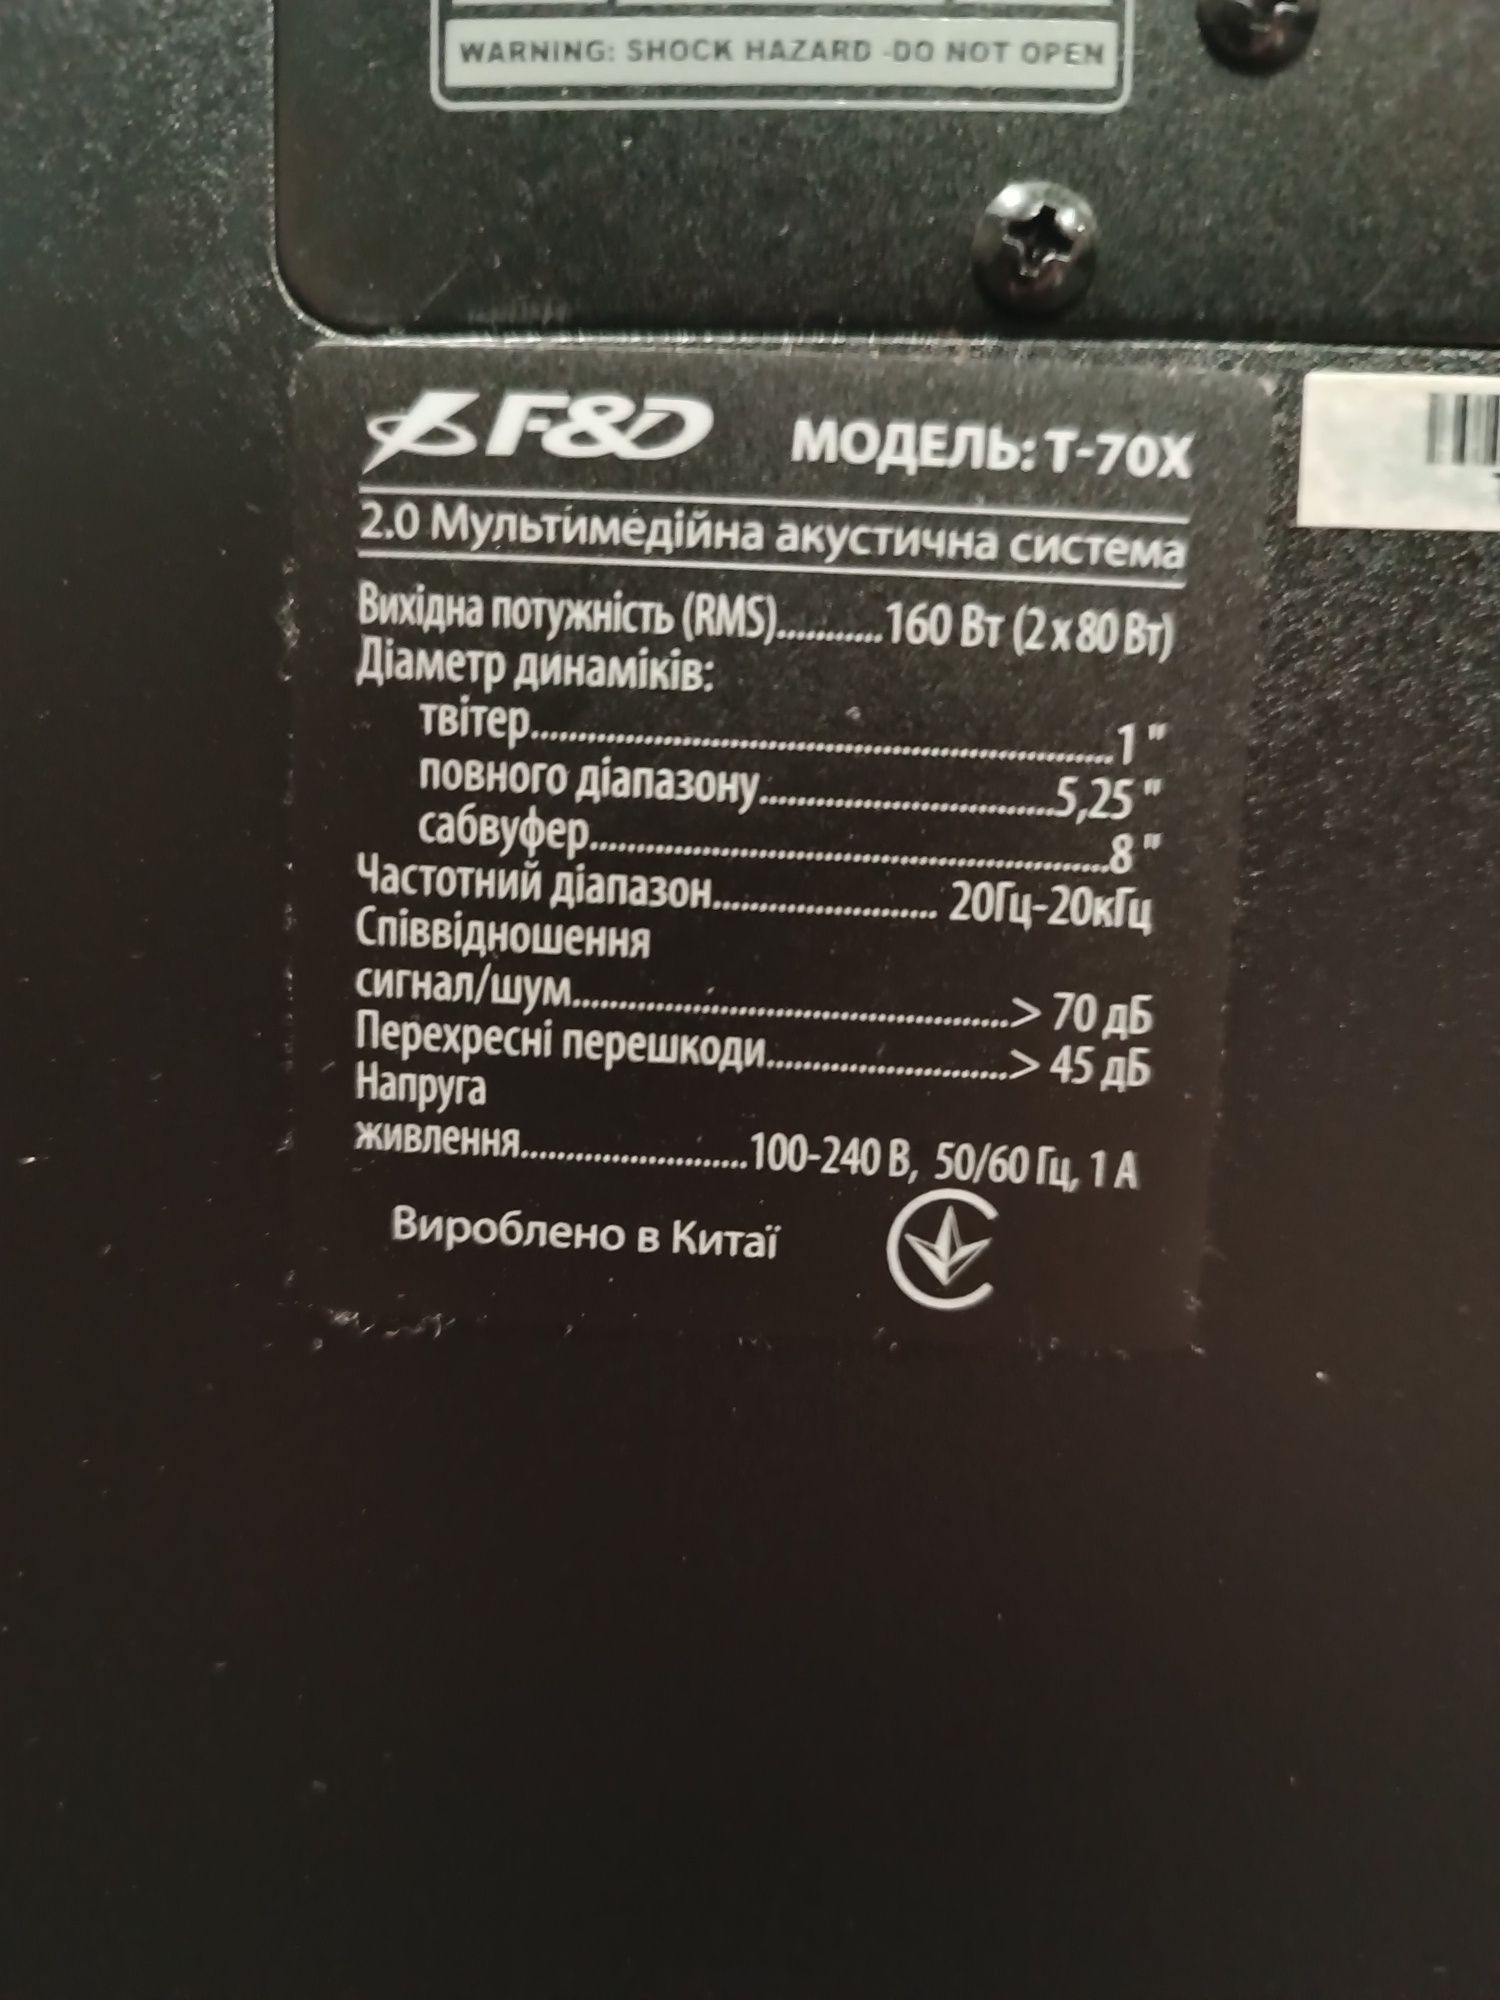 WARNING: SHOCK HAZARD -DO NOT OPEN
F&D МОДЕЛЬ: T-70X
2.0 Мультимедійна акустична система
Вихідна потужність (RMS)...........160 Вт (2 x 80 Вт)
Діаметр динаміків:
твітер..........................................................1 "
повного діапазону.............................5,25 "
сабвуфер....................................................8 "
Частотний діапазон....................... 20Гц-20кГц
Співвідношення
сигнал/шум...........................................> 70 дБ
Перехресні перешкоди........................> 45 дБ
Напруга
живлення.........................100-240 В, 50/60 Гц, 1 А
Вироблено в Китаї